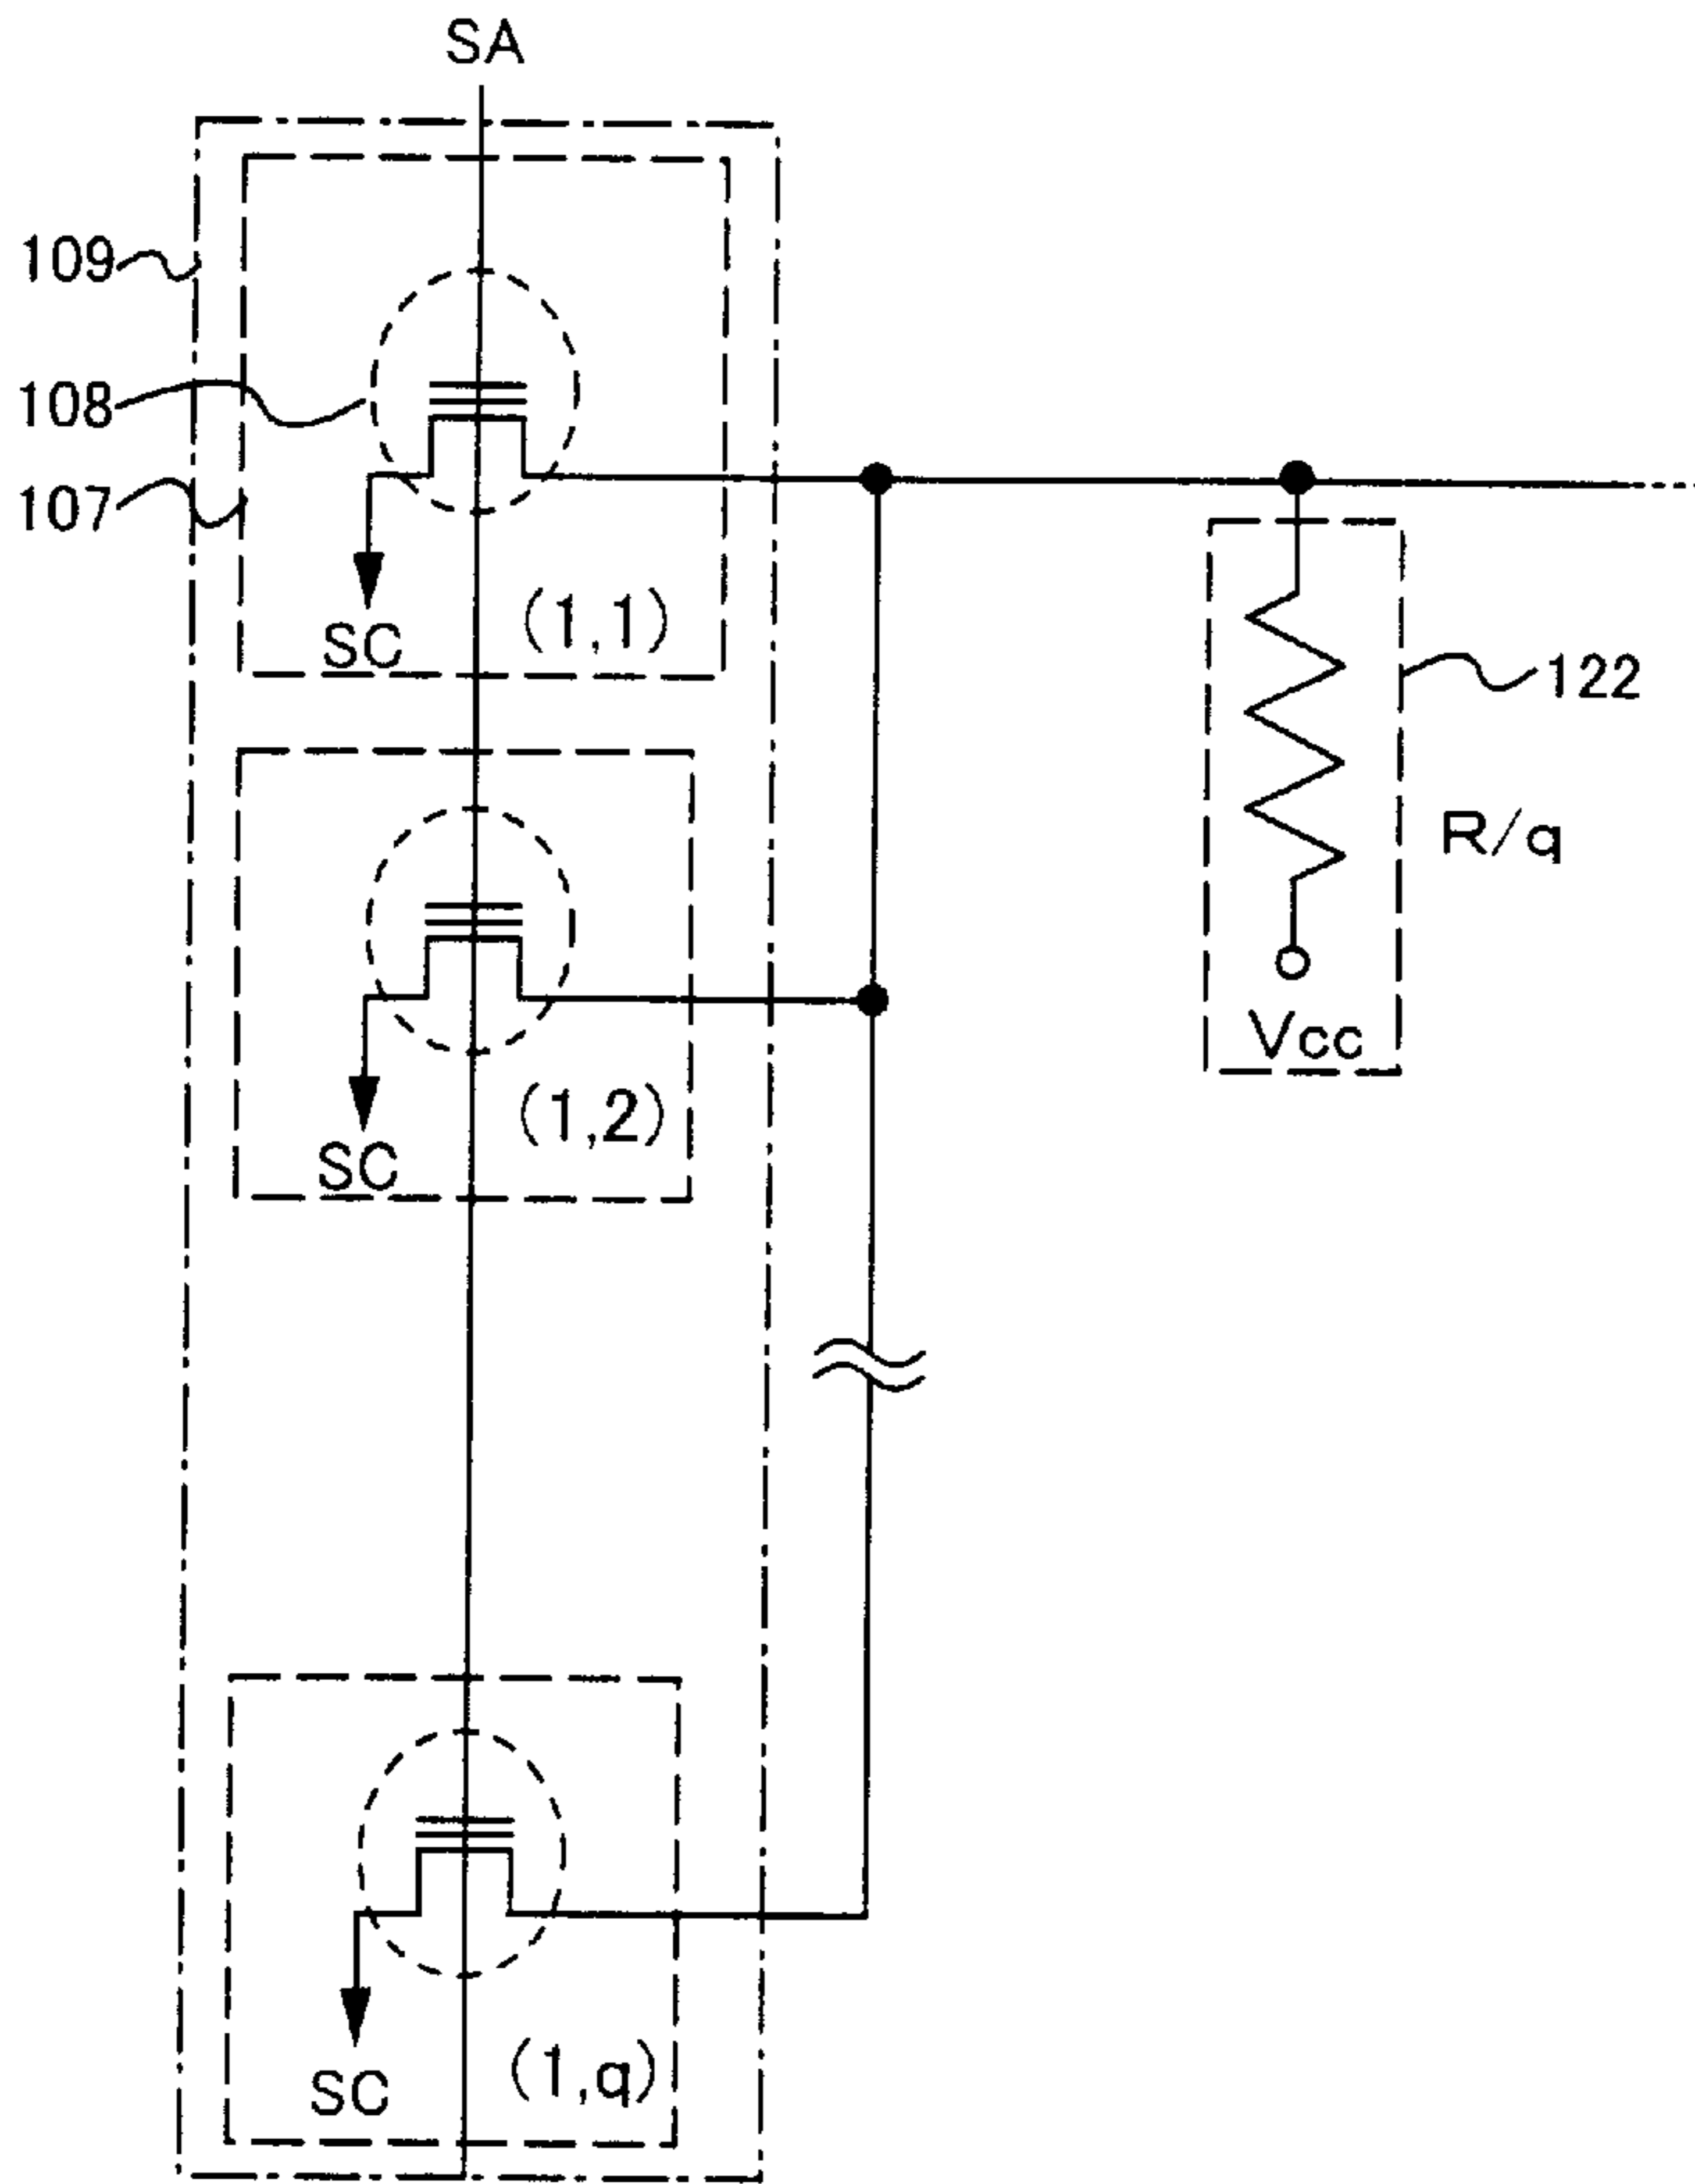 SA
109
108
107
SC
(1,1)
122
R/q
Vcc
SC
(1,2)
SC
(1,q)